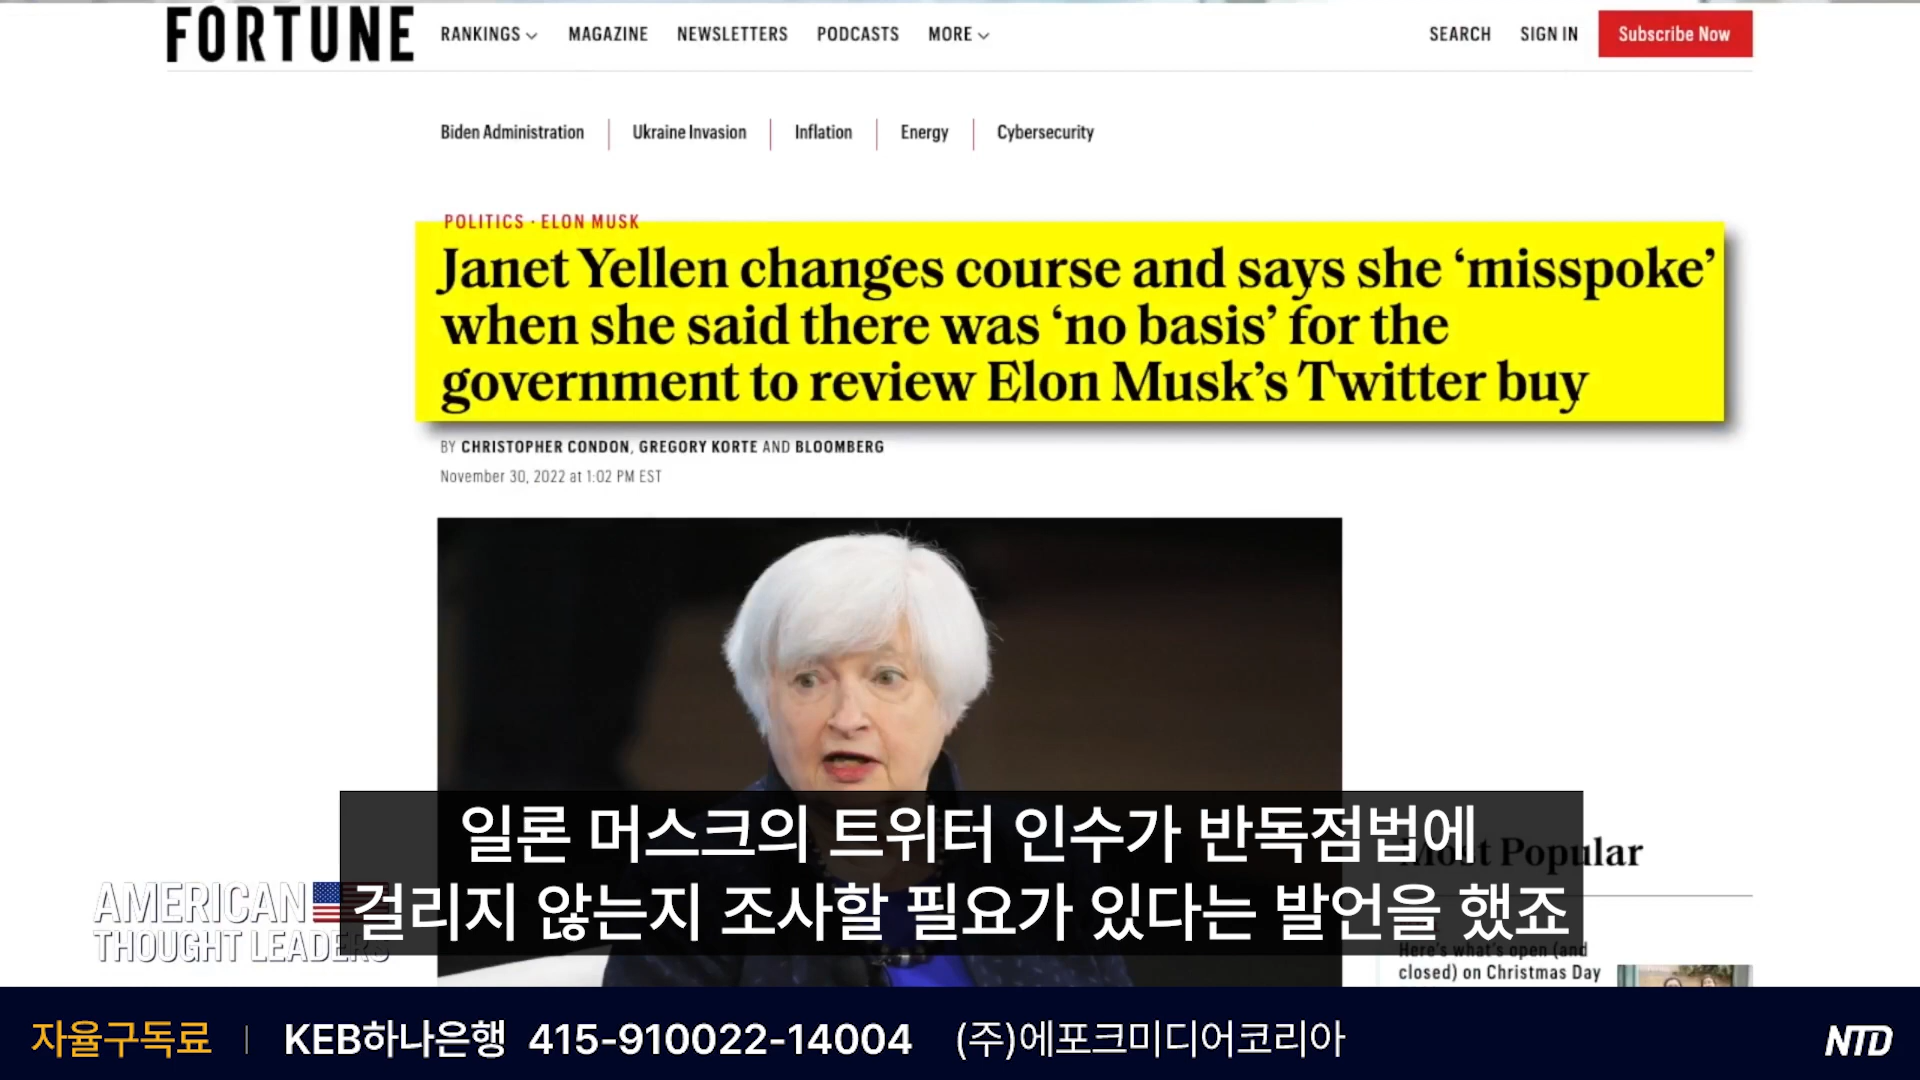 FORTUNE RANKINGS MAGAZINE NEWSLETTERS PODCASTS MORE SEARCH SIGN IN Subscribe Now
Biden Administration Ukraine Invasion Inflation Energy Cybersecurity
POLITICS · ELON MUSK
Janet Yellen changes course and says she ‘misspoke’
when she said there was ‘no basis’ for the
government to review Elon Musk’s Twitter buy
BY CHRISTOPHER CONDON, GREGORY KORTE AND BLOOMBERG
November 30, 2022 at 1:02 PM EST
Most Popular
Here's what's open (and
closed) on Christmas Day
일론 머스크의 트위터 인수가 반독점법에
걸리지 않는지 조사할 필요가 있다는 발언을 했죠
AMERICAN
THOUGHT LEADERS
자율구독료 | KEB하나은행 415-910022-14004 (주)에포크미디어코리아 NTD